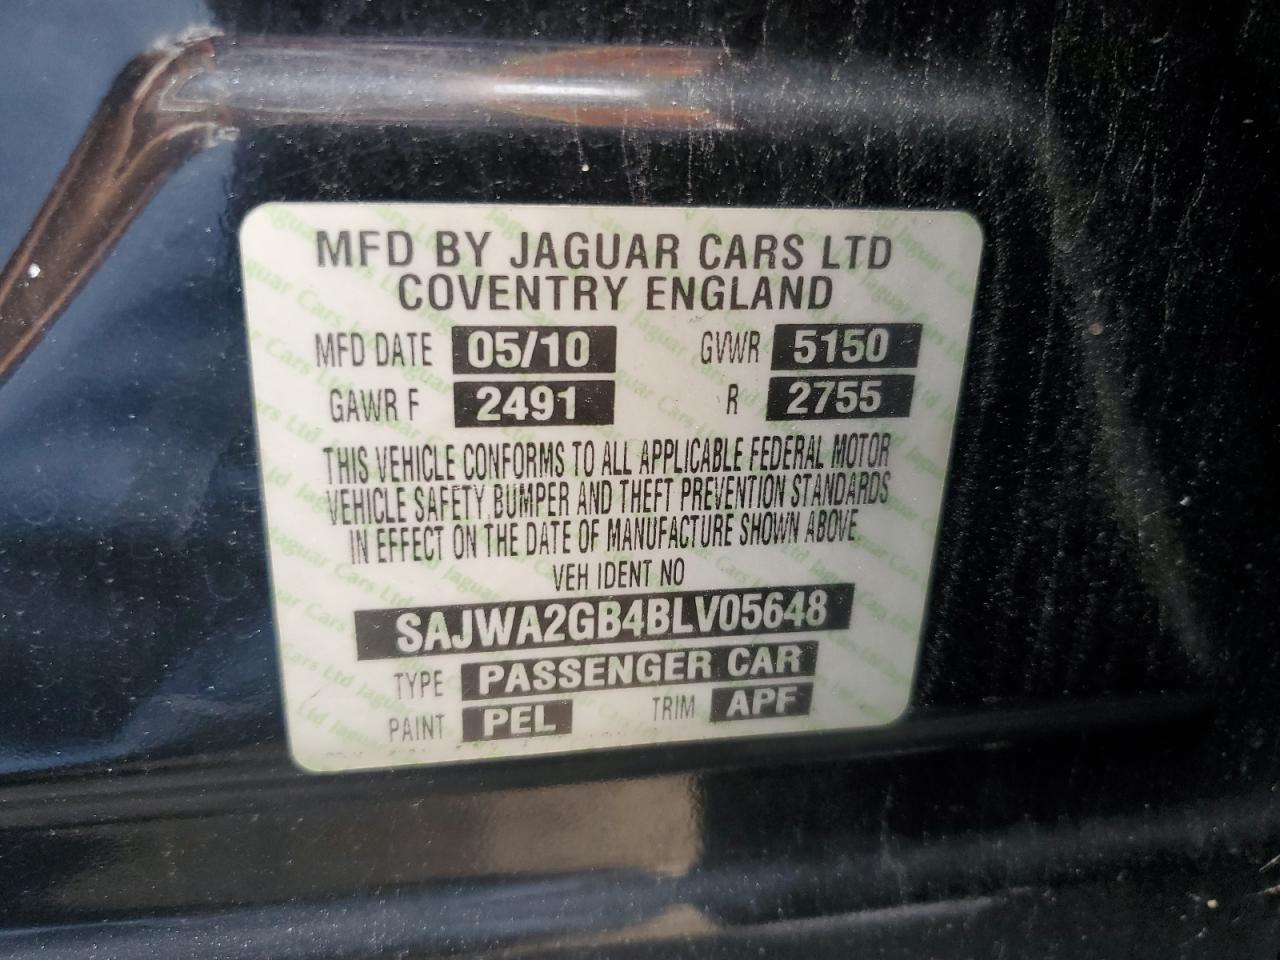 MFD BY JAGUAR CARS LTD
COVENTRY ENGLAND
MFD DATE 05/10 GVWR 5150
GAWR F 2491 R 2755
THIS VEHICLE CONFORMS TO ALL APPLICABLE FEDERAL MOTOR
VEHICLE SAFETY, BUMPER AND THEFT PREVENTION STANDARDS
IN EFFECT ON THE DATE OF MANUFACTURE SHOWN ABOVE.
VEH IDENT NO
SAJWA2GB4BLV05648
TYPE PASSENGER CAR
PAINT PEL TRIM APF